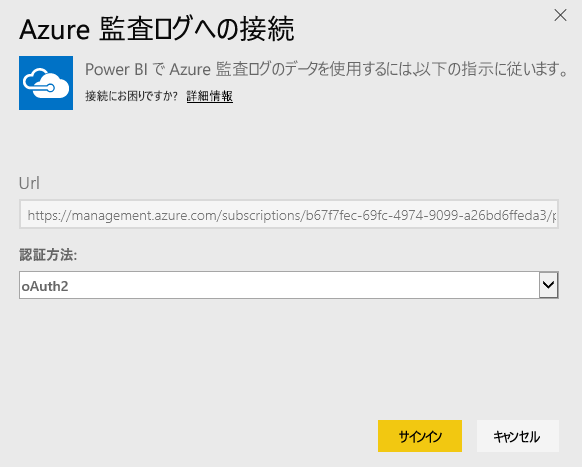 Azure 監査ログへの接続
Power BI で Azure 監査ログのデータを使用するには、以下の指示に従います。
接続にお困りですか? 詳細情報
Url
https://management.azure.com/subscriptions/b67f7fec-69fc-4974-9099-a26bd6ffeda3/p
認証方法:
oAuth2
サインイン キャンセル